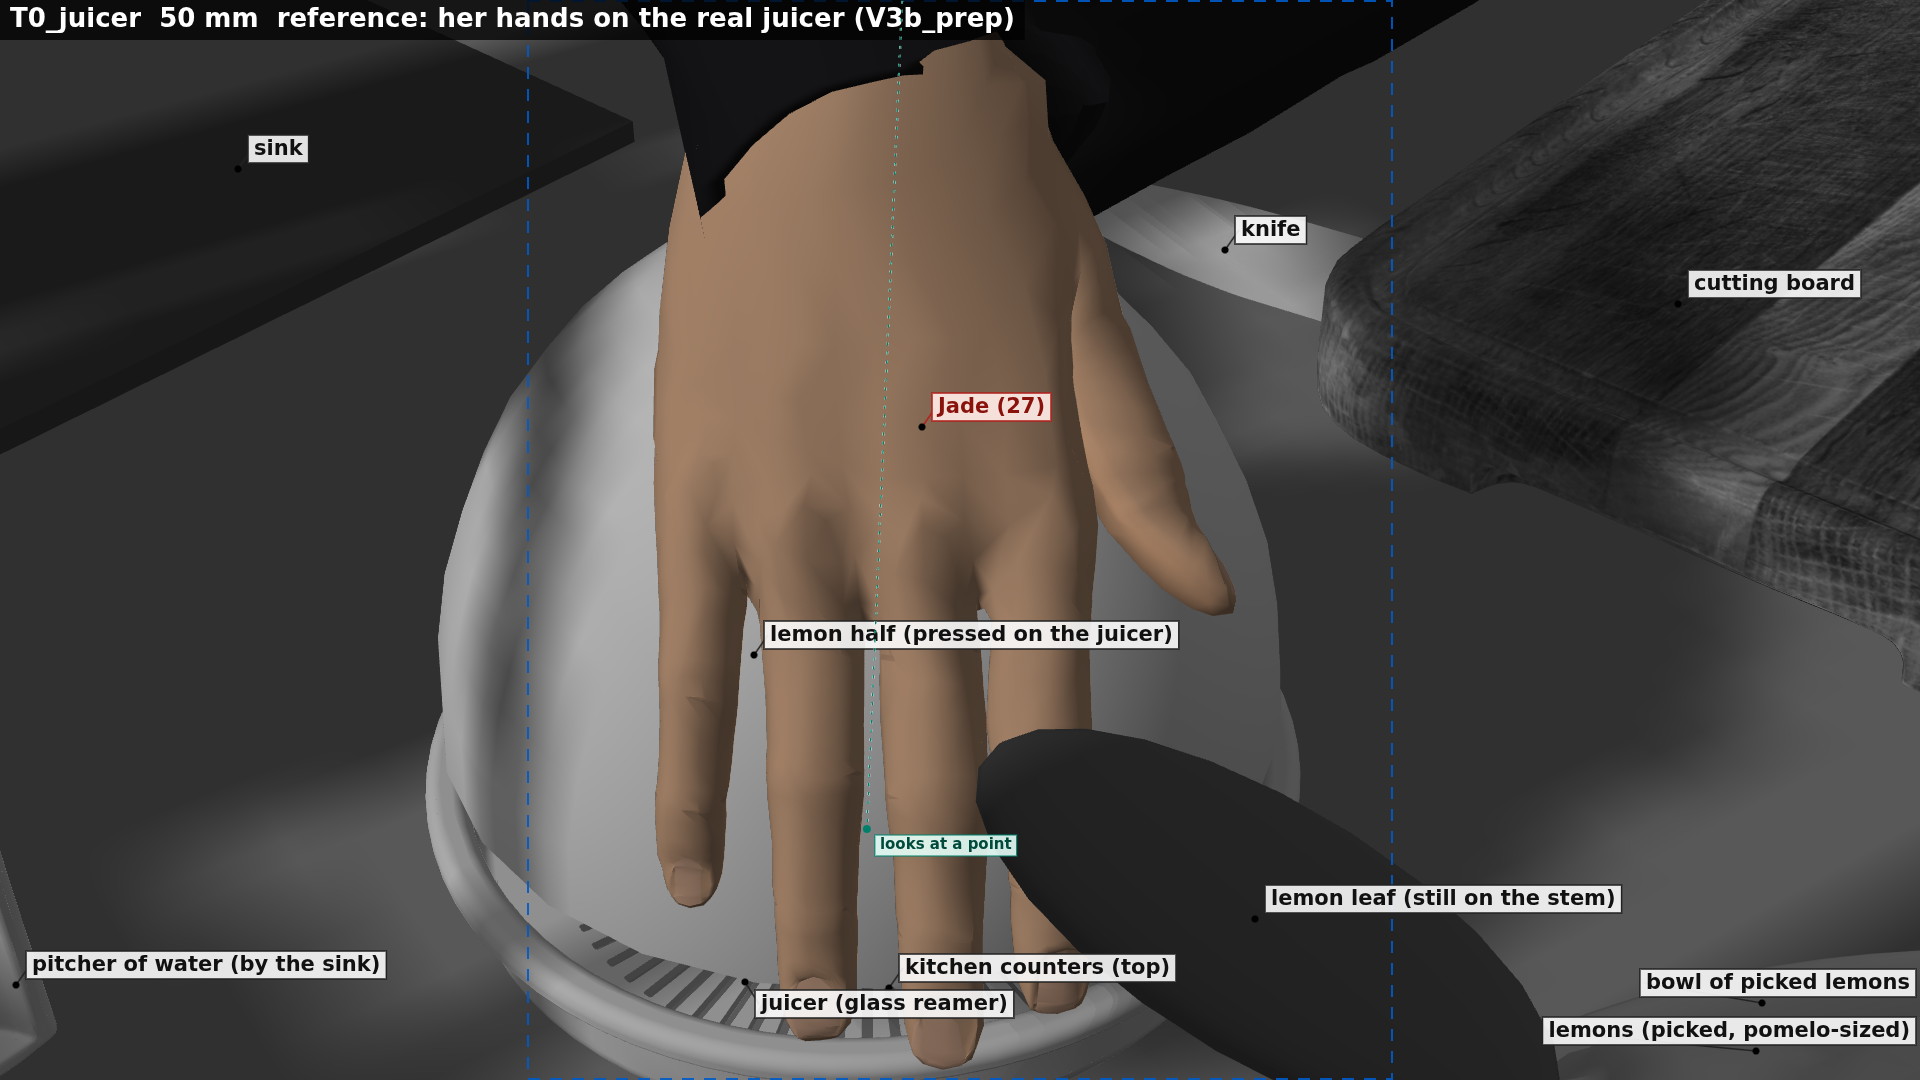 T0_juicer  50 mm  reference: her hands on the real juicer (V3b_prep)
sink
knife
cutting board
Jade (27)
lemon half (pressed on the juicer)
looks at a point
lemon leaf (still on the stem)
pitcher of water (by the sink)
kitchen counters (top)
bowl of picked lemons
juicer (glass reamer)
lemons (picked, pomelo-sized)